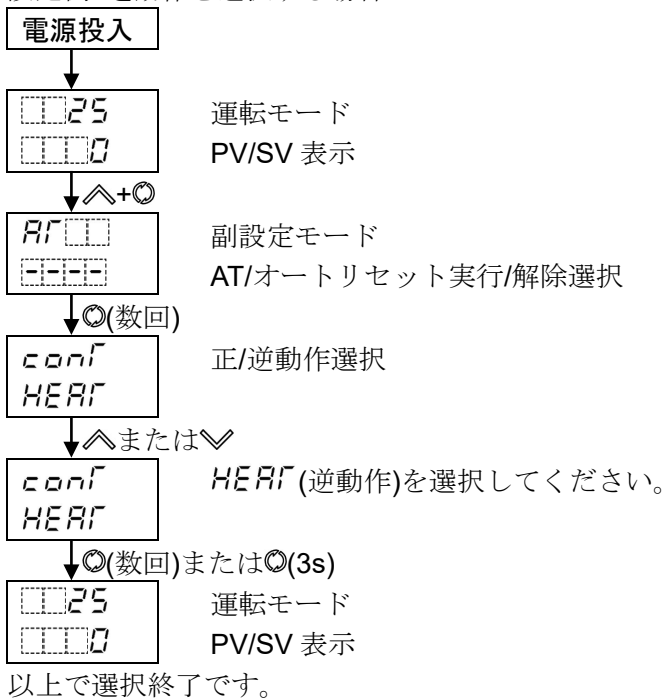 電源投入
25 運転モード
0 PV/SV 表示
+
AT 副設定モード
---- AT/オートリセット実行/解除選択
(数回)
conT 正/逆動作選択
HEAT
または
conT HEAT(逆動作)を選択してください。
HEAT
(数回)または(3s)
25 運転モード
0 PV/SV 表示
以上で選択終了です。